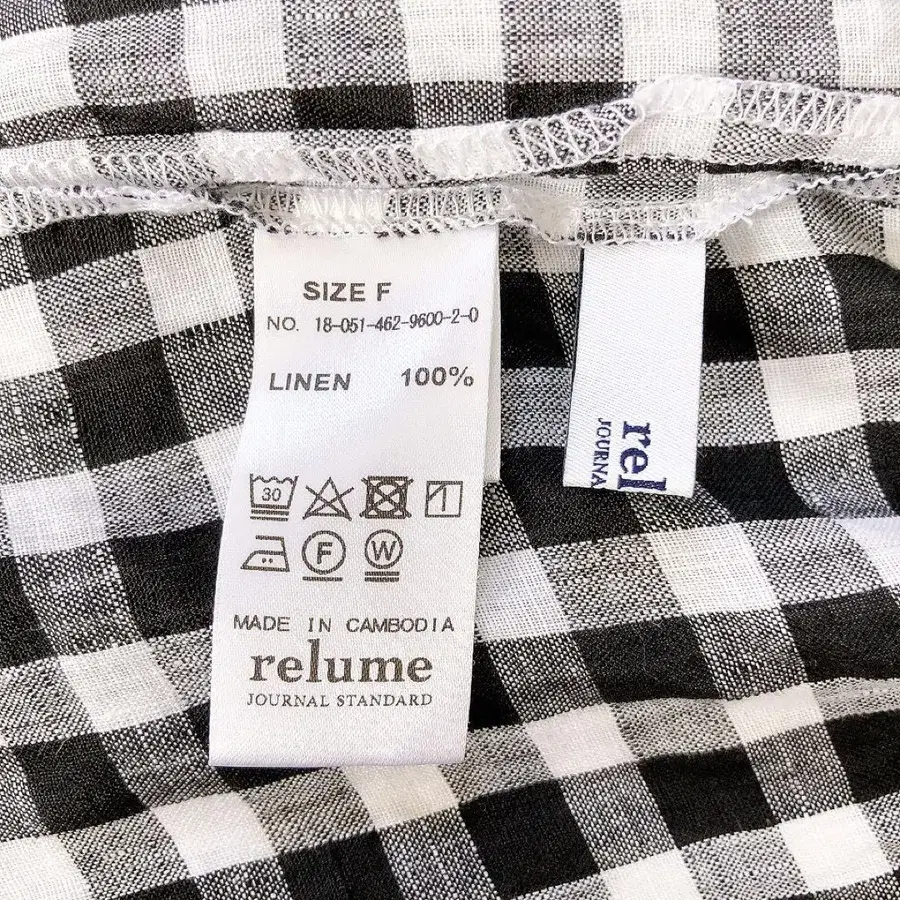 SIZE F
NO. 18-051-462-9600-2-0
LINEN 100%
30
F W
MADE IN CAMBODIA
relume
JOURNAL STANDARD
rel
JOURNA